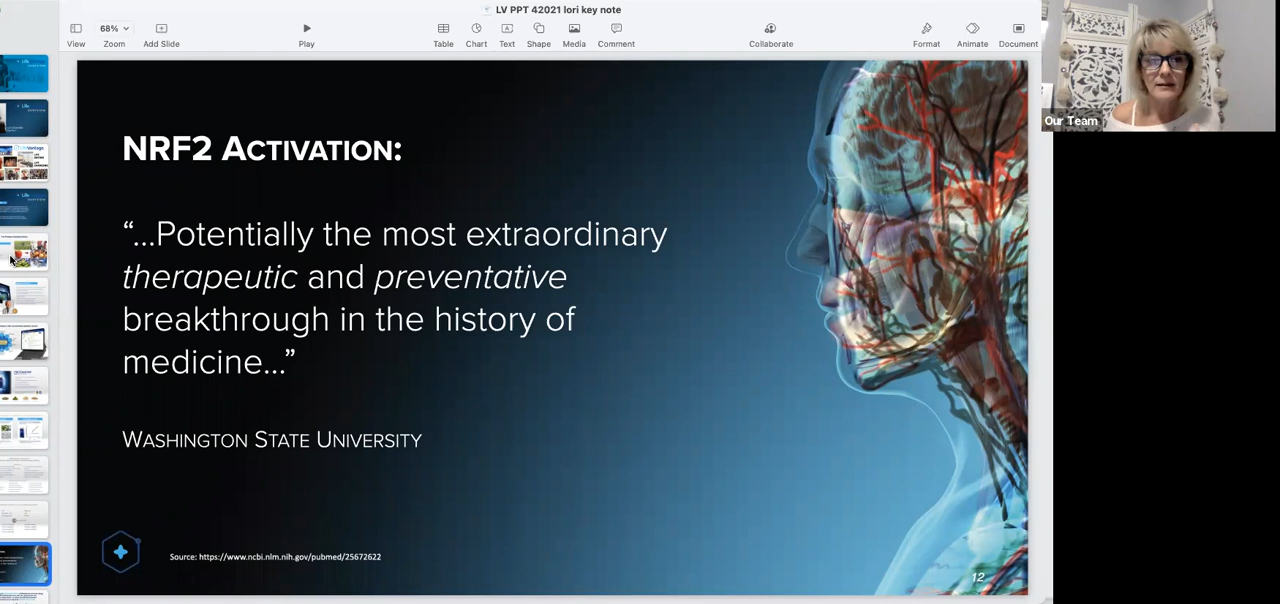 LV PPT 42021 lori key note
68%
View
Zoom
Add Slide
Play
Table
Chart
Text
Shape
Media
Comment
Collaborate
Format
Animate
Document
Our Team
NRF2 ACTIVATION:
“...Potentially the most extraordinary
therapeutic and preventative
breakthrough in the history of
medicine...”
WASHINGTON STATE UNIVERSITY
Source: https://www.ncbi.nlm.nih.gov/pubmed/25672622
12